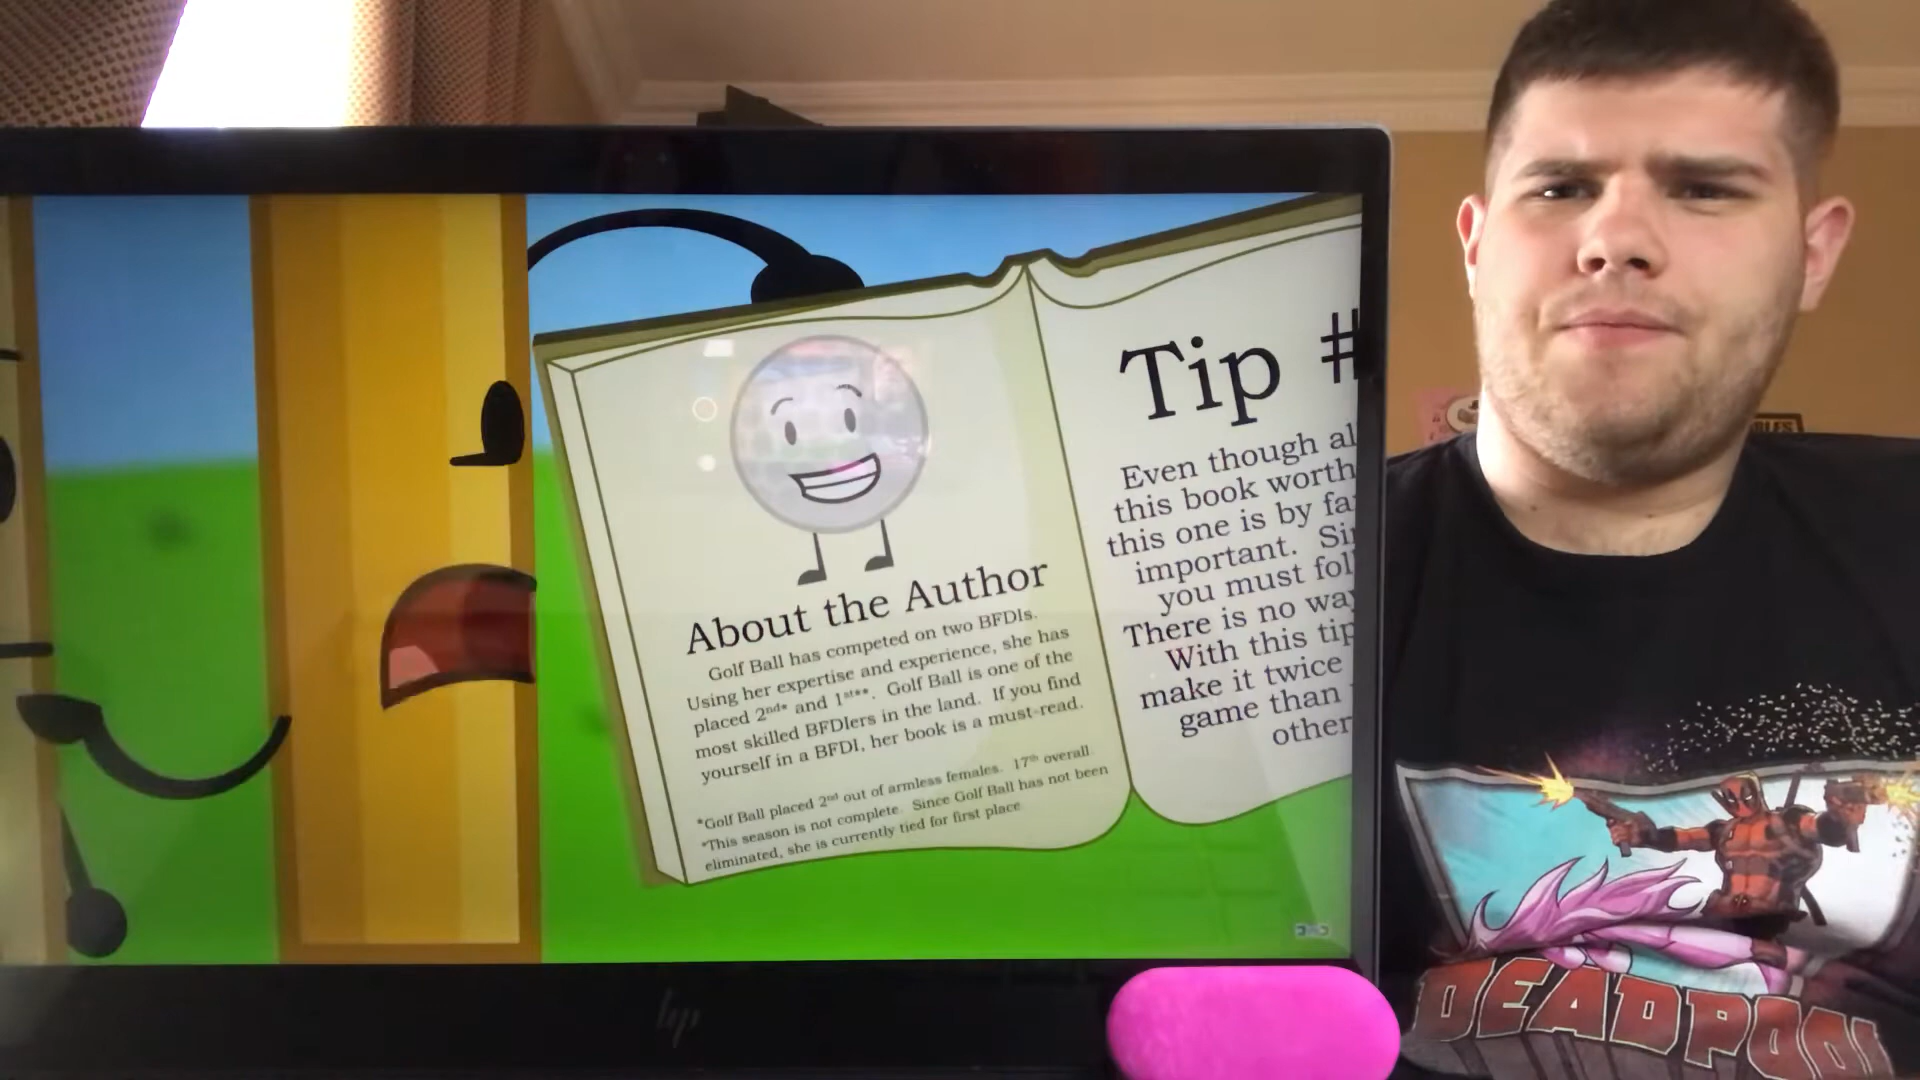 About the Author
Golf Ball has competed on two BFDIs.
Using her expertise and experience, she has
placed 2nd* and 1st**. Golf Ball is one of the
most skilled BFDIers in the land. If you find
yourself in a BFDI, her book is a must-read.
*Golf Ball placed 2nd out of armless females. 17th overall
*This season is not complete. Since Golf Ball has not been
eliminated, she is currently tied for first place
Tip #
Even though al
this book worth
this one is by fa
important. Si
you must fol
There is no way
With this tip
make it twice
game than
other
hp
DEADPOOL